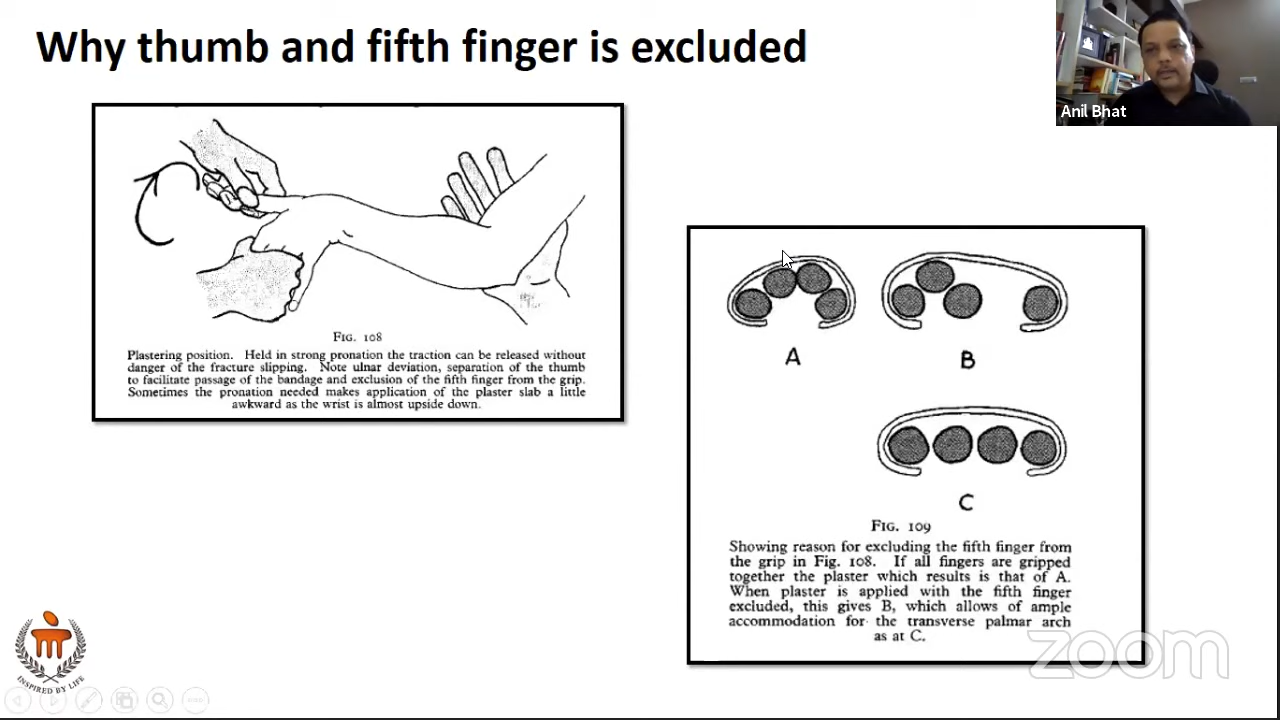 Why thumb and fifth finger is excluded
Anil Bhat
FIG. 108
Plastering position. Held in strong pronation the traction can be released without
danger of the fracture slipping. Note ulnar deviation, separation of the thumb
to facilitate passage of the bandage and exclusion of the fifth finger from the grip.
Sometimes the pronation needed makes application of the plaster slab a little
awkward as the wrist is almost upside down.
A
B
C
FIG. 109
Showing reason for excluding the fifth finger from
the grip in Fig. 108. If all fingers are gripped
together the plaster which results is that of A.
When plaster is applied with the fifth finger
excluded, this gives B, which allows of ample
accommodation for the transverse palmar arch
as at C.
INSPIRED BY LIFE
zoom